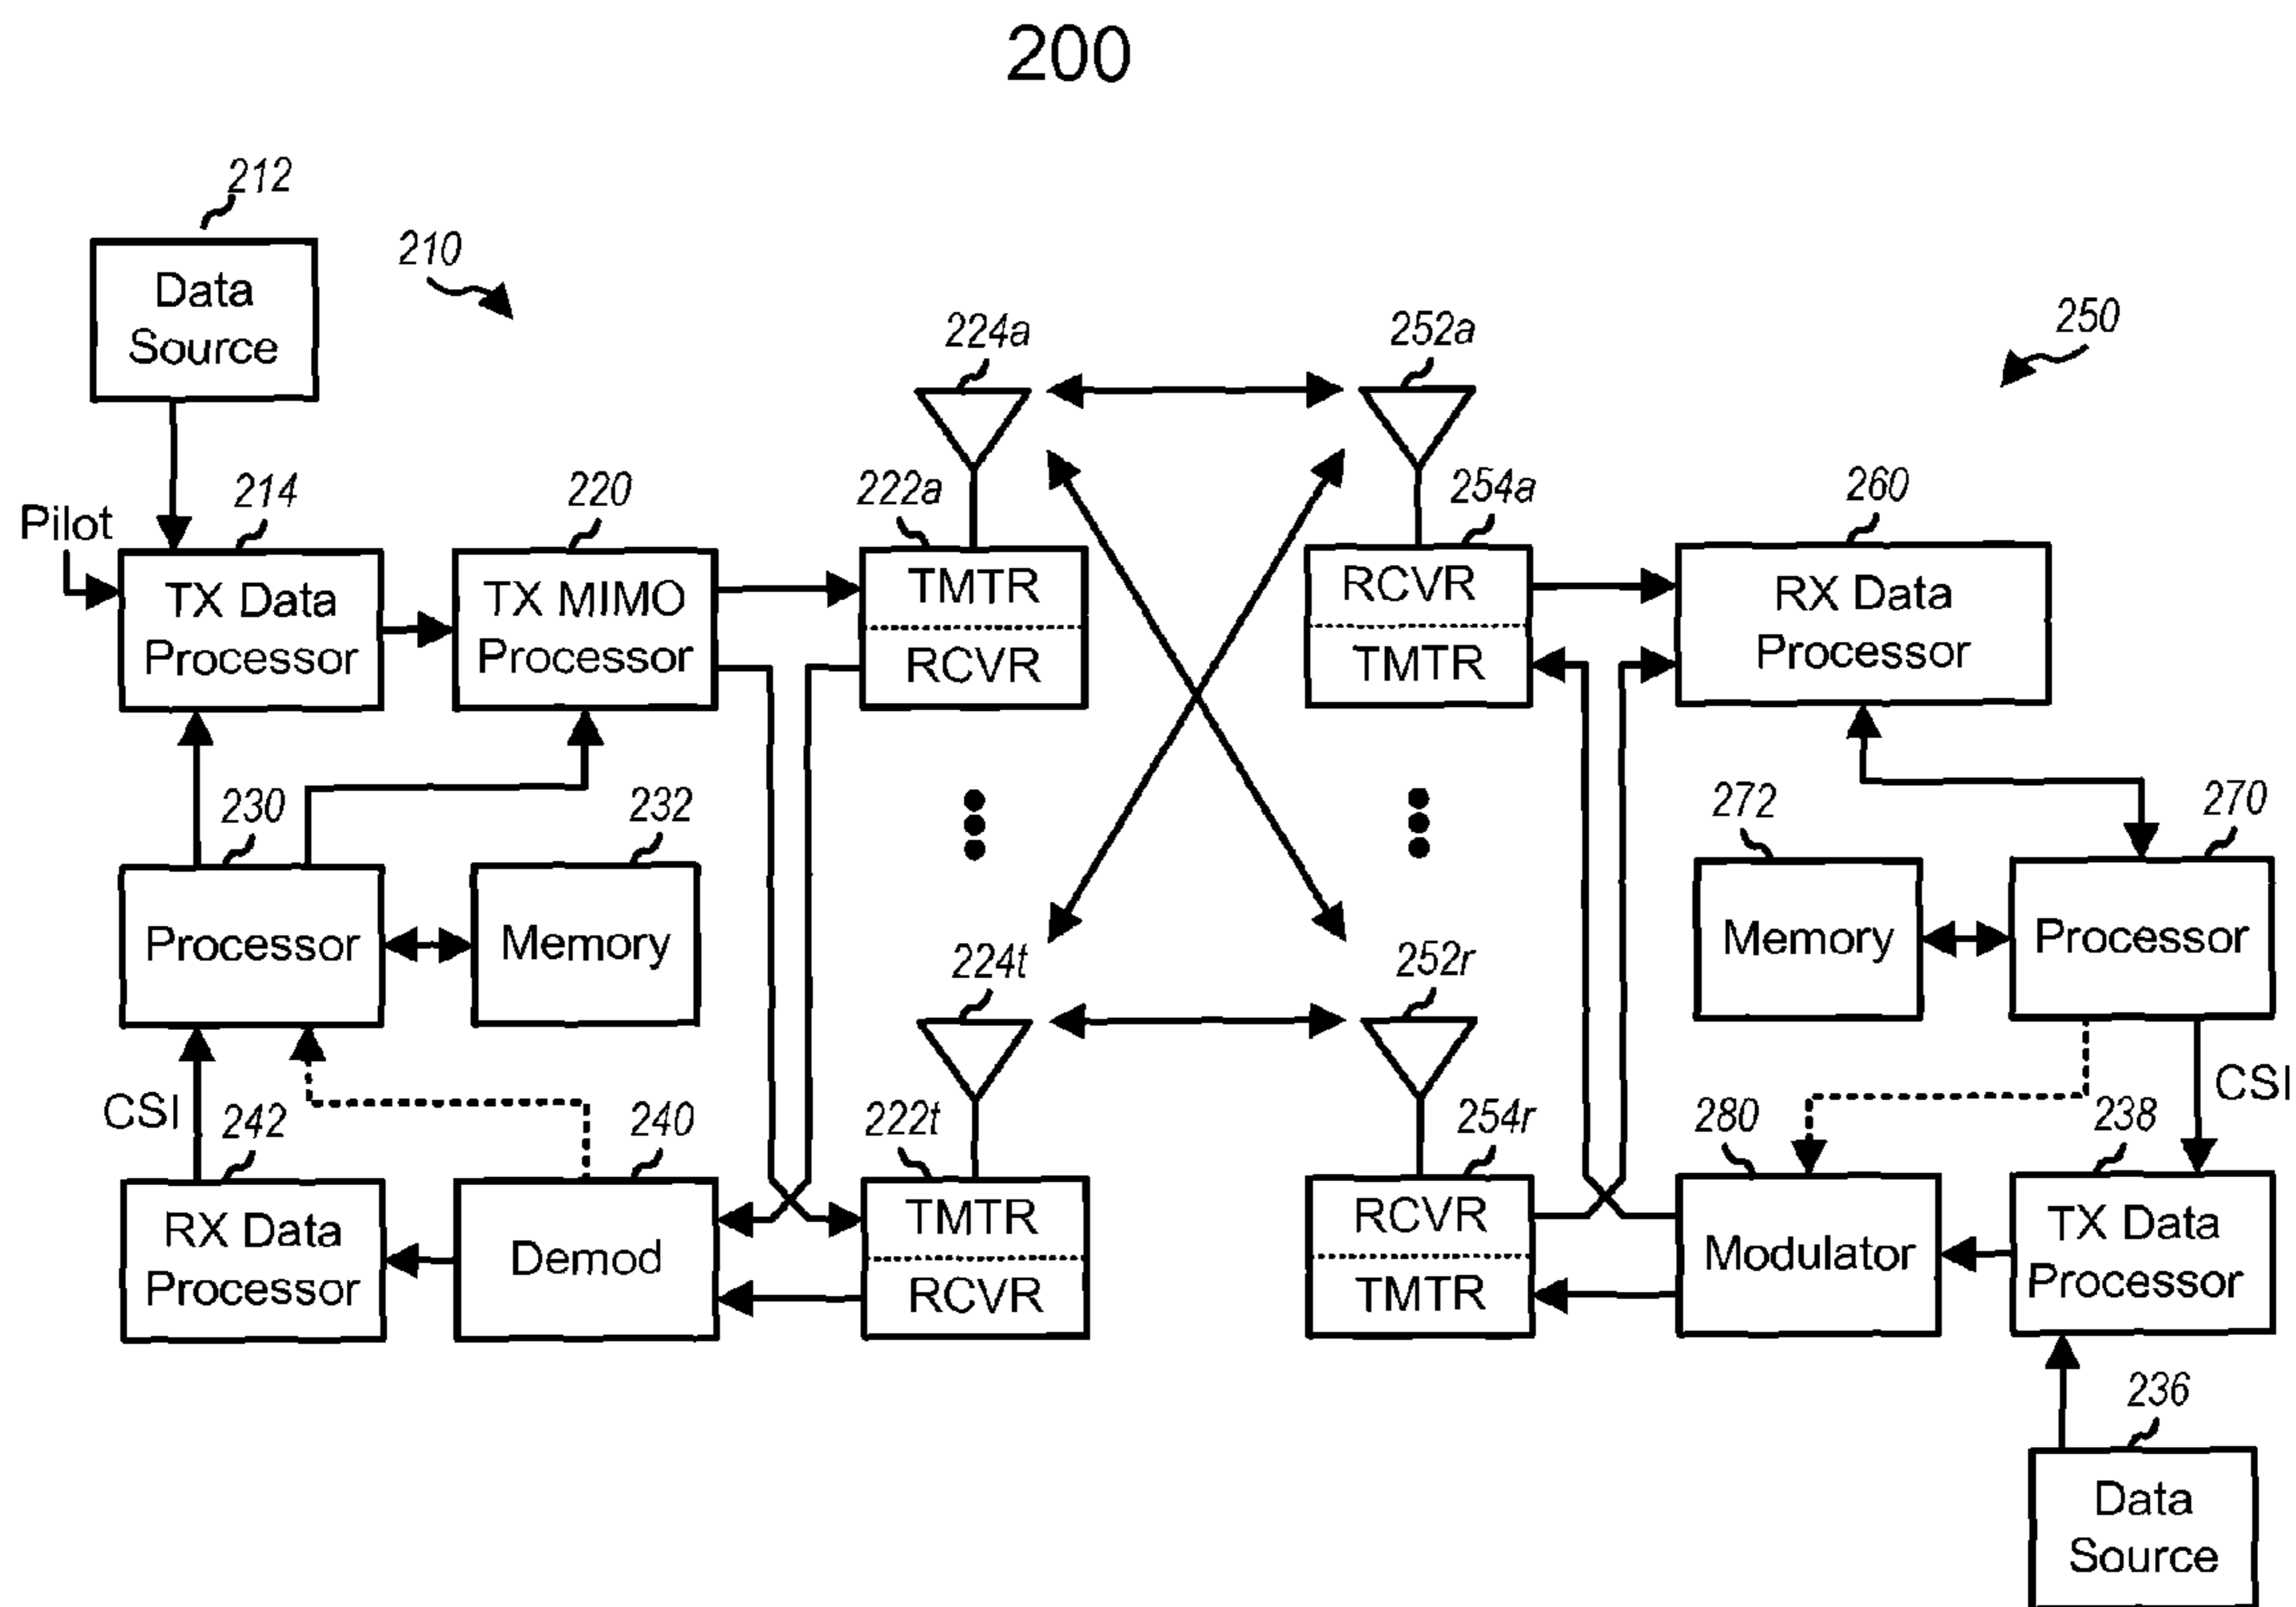 200
212
210
Data
Source
224a
252a
250
Pilot
214
220
222a
254a
260
TX Data
Processor
TX MIMO
Processor
TMTR
RCVR
RCVR
TMTR
RX Data
Processor
230
232
272
270
Processor
Memory
Memory
Processor
224t
252r
CSI
CSI
242
240
222t
254r
280
238
RX Data
Processor
Demod
TMTR
RCVR
RCVR
TMTR
Modulator
TX Data
Processor
236
Data
Source